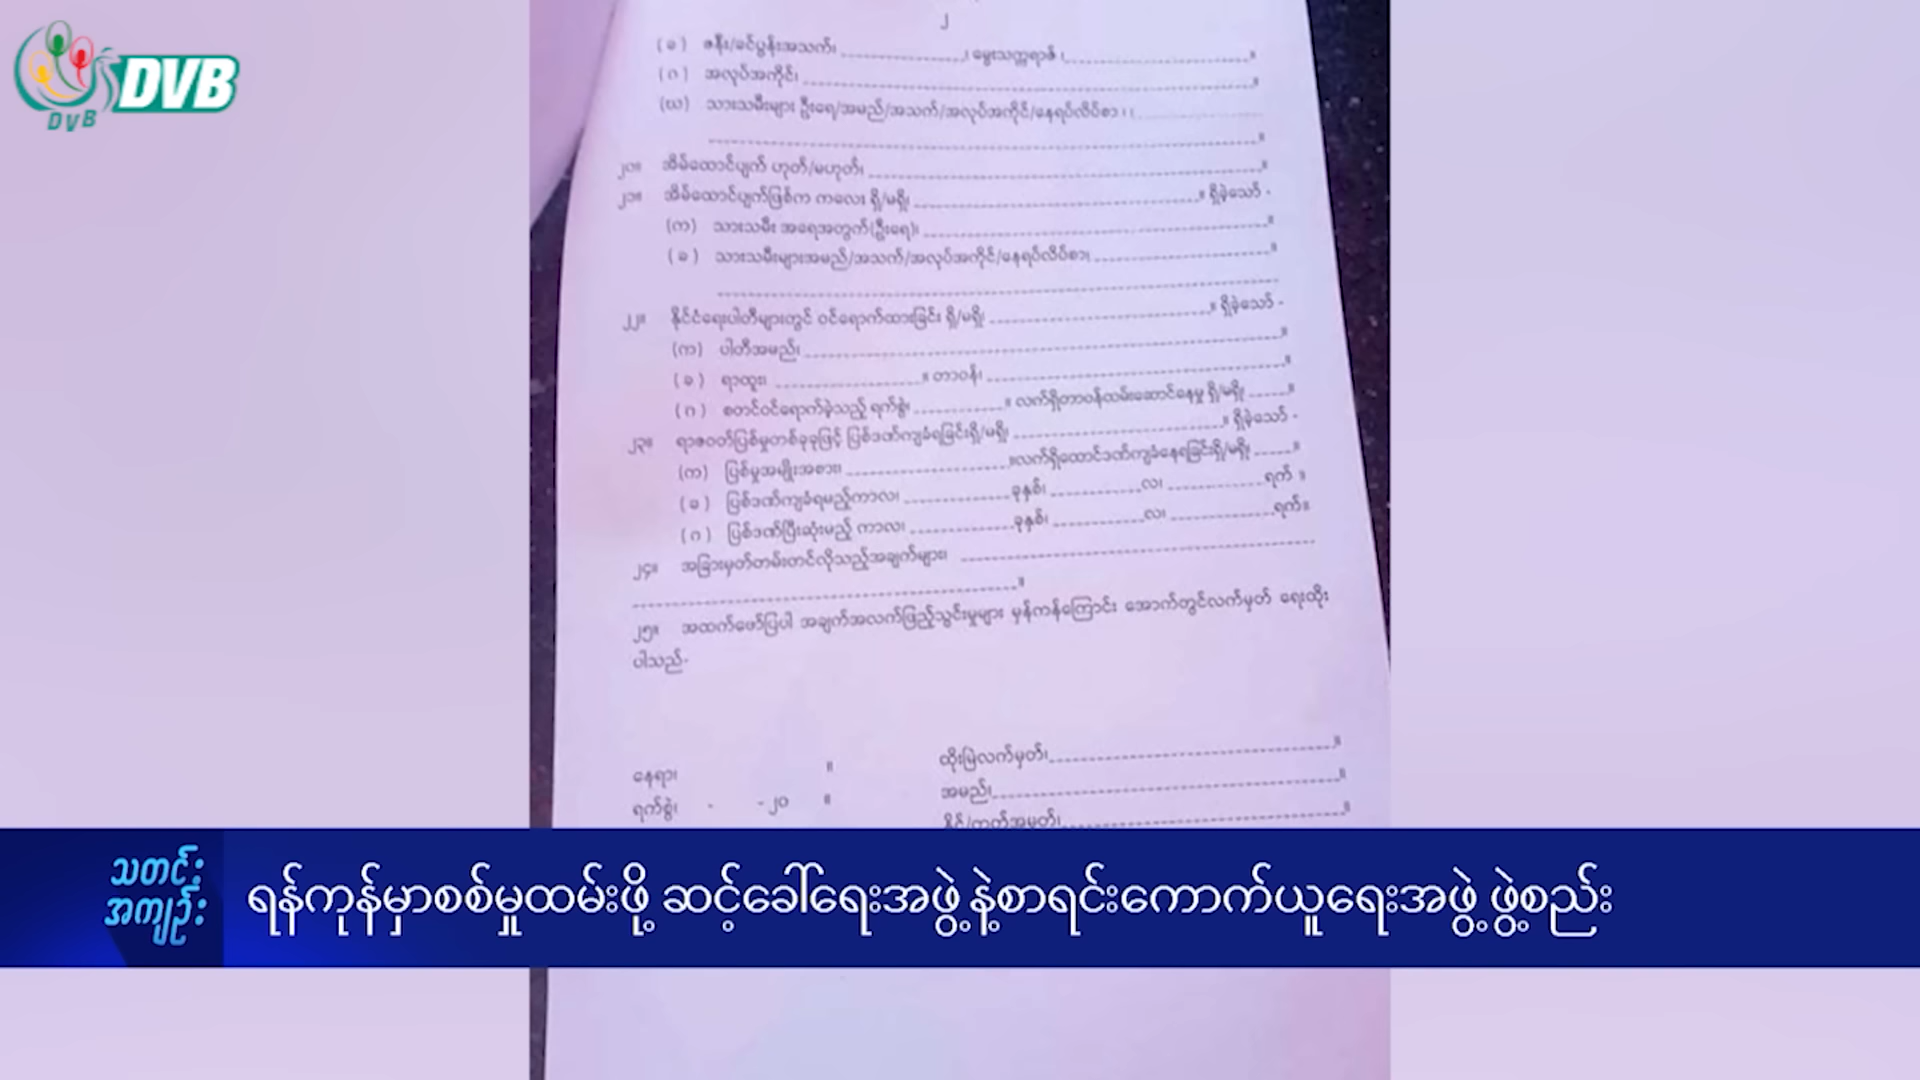 DVB
DVB
၂
(ခ) ဇနီး/ခင်ပွန်းအသက်၊ ၊ မွေးသက္ကရာဇ် ၊ ။
(ဂ) အလုပ်အကိုင်၊ ။
(ဃ) သားသမီးများ ဦးရေ/အမည်/အသက်/အလုပ်အကိုင်/နေရပ်လိပ်စာ ၊ ၊
။
၂၀။ အိမ်ထောင်ပျက် ဟုတ်/မဟုတ်၊ ။
၂၁။ အိမ်ထောင်ပျက်ဖြစ်က ကလေး ရှိ/မရှိ၊ ။ ရှိခဲ့သော် -
(က) သားသမီး အရေအတွက်(ဦးရေ)၊ ။
(ခ) သားသမီးများအမည်/အသက်/အလုပ်အကိုင်/နေရပ်လိပ်စာ၊ ။
၂၂။ နိုင်ငံရေးပါတီများတွင် ဝင်ရောက်ထားခြင်း ရှိ/မရှိ၊ ။ ရှိခဲ့သော် -
(က) ပါတီအမည်၊ ။
(ခ) ရာထူး၊ ။ တာဝန်၊ ။
(ဂ) စတင်ဝင်ရောက်ခဲ့သည့် ရက်စွဲ၊ ။ လက်ရှိတာဝန်ထမ်းဆောင်နေမှု ရှိ/မရှိ၊ ။
၂၃။ ရာဇဝတ်ပြစ်မှုတစ်ခုခုဖြင့် ပြစ်ဒဏ်ကျခံရခြင်းရှိ/မရှိ၊ ။ ရှိခဲ့သော် -
(က) ပြစ်မှုအမျိုးအစား၊ ၊လက်ရှိထောင်ဒဏ်ကျခံနေရခြင်းရှိ/မရှိ၊ ။
(ခ) ပြစ်ဒဏ်ကျခံရမည့်ကာလ၊ ခုနှစ်၊ လ၊ ရက် ။
(ဂ) ပြစ်ဒဏ်ပြီးဆုံးမည့် ကာလ၊ ခုနှစ်၊ လ၊ ရက်။
၂၄။ အခြားမှတ်တမ်းတင်လိုသည့်အချက်များ၊
။
၂၅။ အထက်ဖော်ပြပါ အချက်အလက်ဖြည့်သွင်းမှုများ မှန်ကန်ကြောင်း အောက်တွင်လက်မှတ် ရေးထိုး
ပါသည်-
ထိုးမြဲလက်မှတ်၊ ။
နေရာ၊ ။
အမည်၊ ။
ရက်စွဲ၊ - -၂၀ ။
သတင်း
အကျဉ်း
ရန်ကုန်မှာစစ်မှုထမ်းဖို့ ဆင့်ခေါ်ရေးအဖွဲ့ နဲ့စာရင်းကောက်ယူရေးအဖွဲ့ ဖွဲ့စည်း